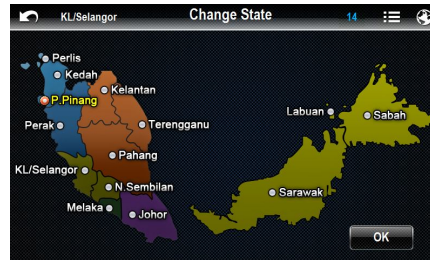 KL/Selangor
Change State
14
Perlis
Kedah
Kelantan
P.Pinang
Labuan
Sabah
Perak
Terengganu
Pahang
KL/Selangor
N.Sembilan
Sarawak
Melaka
Johor
OK